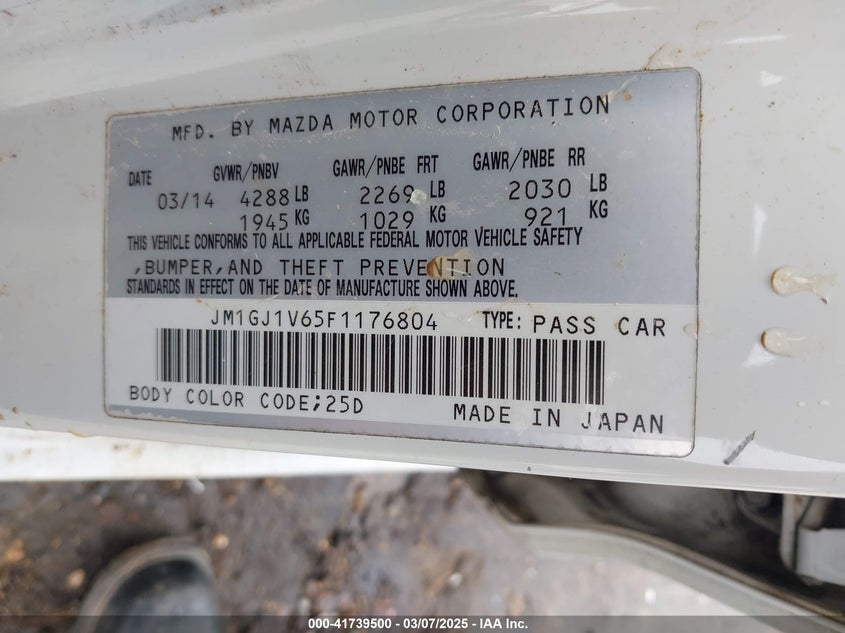 MFD. BY MAZDA MOTOR CORPORATION
DATE GVWR/PNBV GAWR/PNBE FRT GAWR/PNBE RR
03/14 4288 LB 2269 LB 2030 LB
1945 KG 1029 KG 921 KG
THIS VEHICLE CONFORMS TO ALL APPLICABLE FEDERAL MOTOR VEHICLE SAFETY
,BUMPER,AND THEFT PREVENTION
STANDARDS IN EFFECT ON THE DATE OF MANUFACTURE SHOWN ABOVE.
JM1GJ1V65F1176804 TYPE: PASS CAR
BODY COLOR CODE;25D MADE IN JAPAN
000-41739500 - 03/07/2025 - IAA Inc.